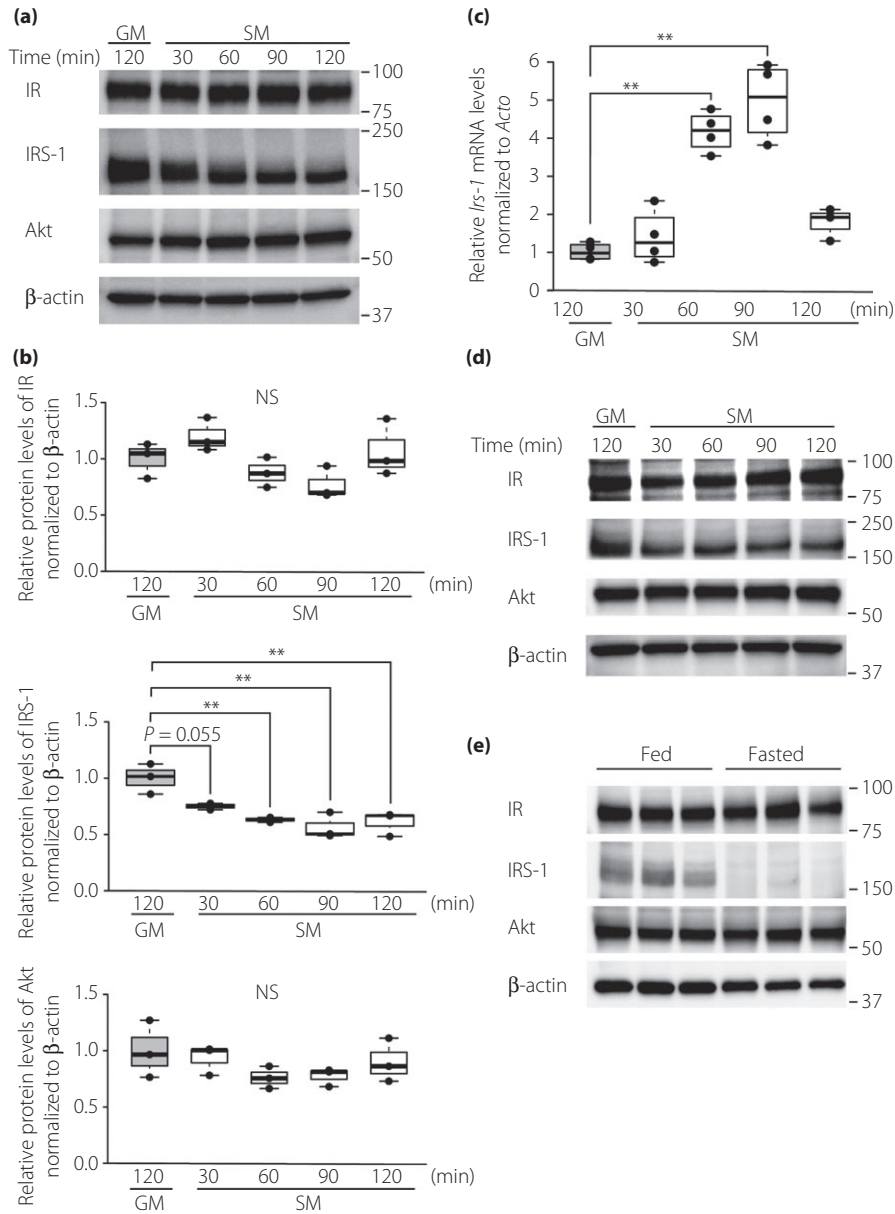 (a)
GM SM
Time (min) 120 30 60 90 120
IR
100
75
IRS-1
250
150
Akt
50
β-actin
37
(b)
Relative protein levels of IR
normalized to β-actin
NS
1.5
1.0
0.5
0.0
120 30 60 90 120 (min)
GM SM
Relative protein levels of IRS-1
normalized to β-actin
**
**
**
P = 0.055
1.5
1.0
0.5
0.0
120 30 60 90 120 (min)
GM SM
Relative protein levels of Akt
normalized to β-actin
NS
1.5
1.0
0.5
0.0
120 30 60 90 120 (min)
GM SM
(c)
Relative Irs-1 mRNA levels
normalized to Acto
**
**
6
5
4
3
2
1
0
120 30 60 90 120 (min)
GM SM
(d)
GM SM
Time (min) 120 30 60 90 120
IR
100
75
IRS-1
250
150
Akt
50
β-actin
37
(e)
Fed Fasted
IR
100
75
IRS-1
150
Akt
50
β-actin
37